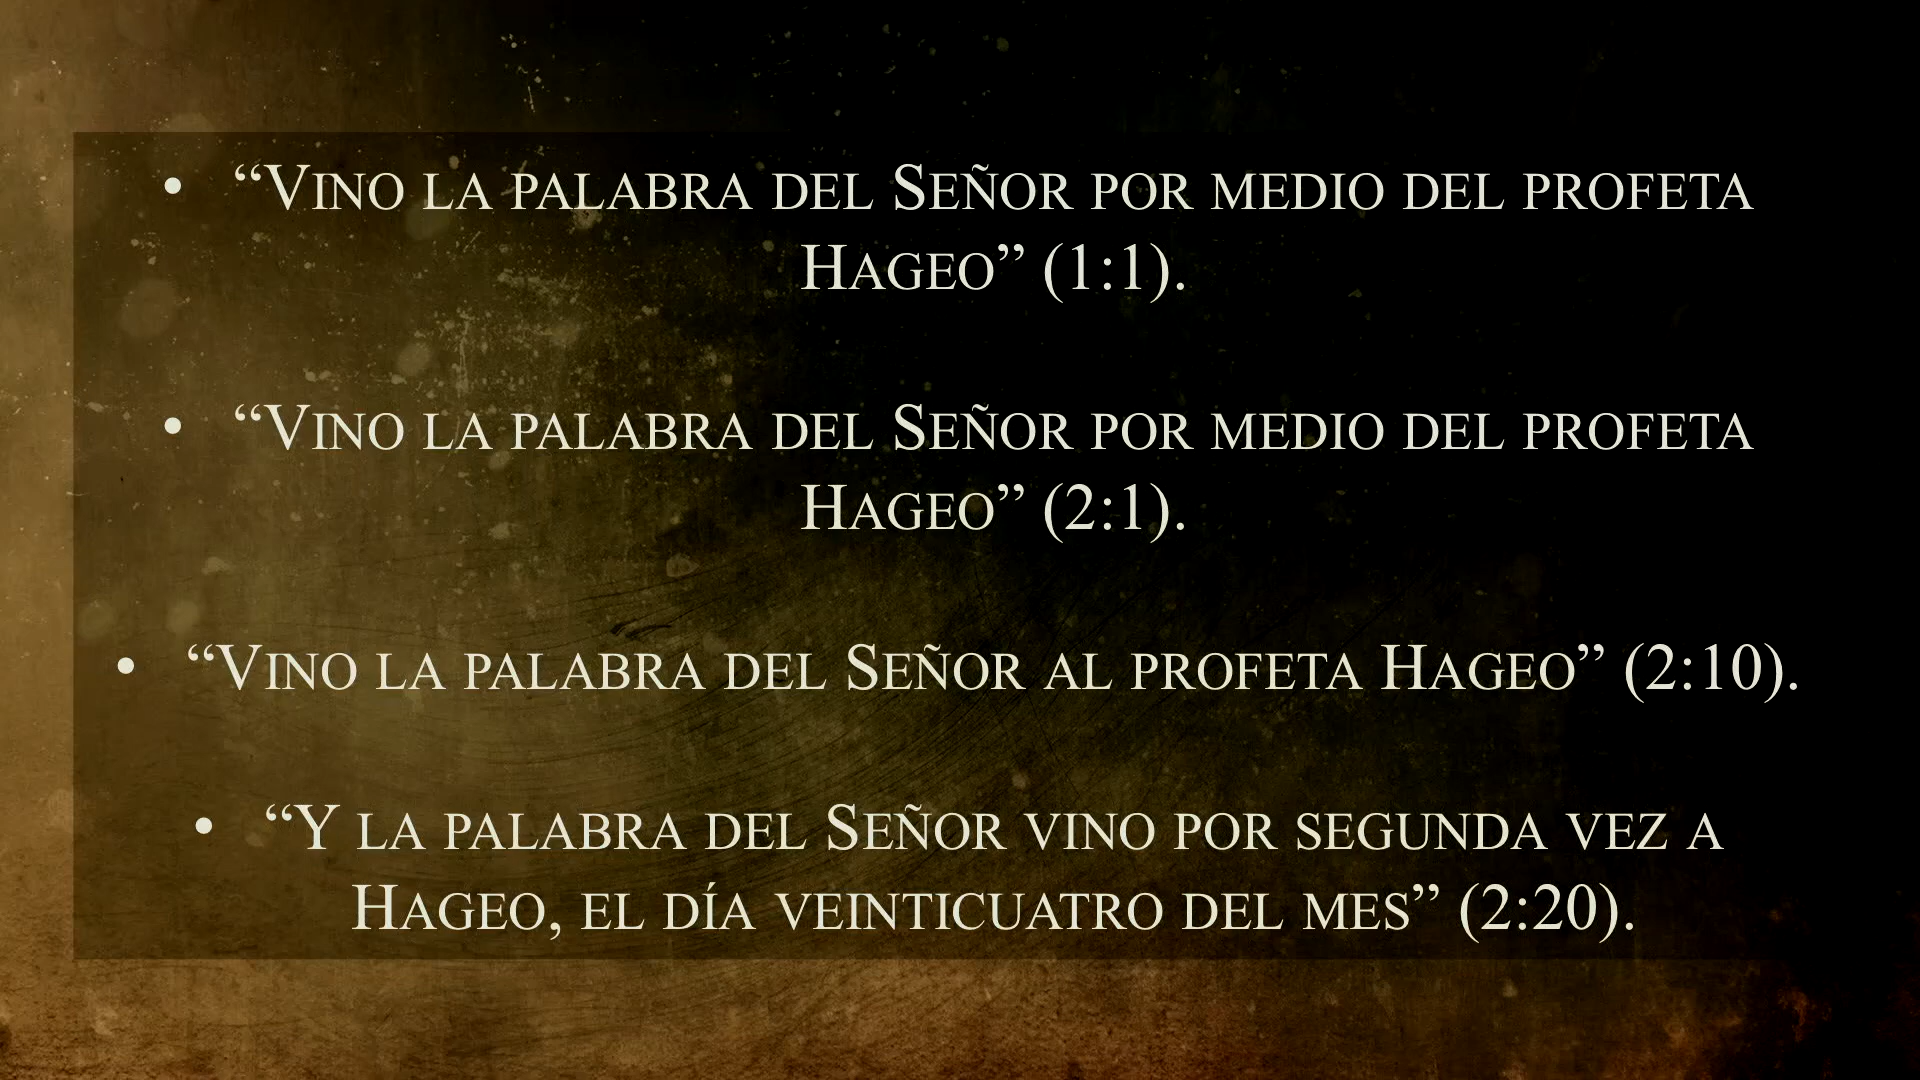 • “Vino la palabra del Señor por medio del profeta
Hageo” (1:1).
• “Vino la palabra del Señor por medio del profeta
Hageo” (2:1).
• “Vino la palabra del Señor al profeta Hageo” (2:10).
• “Y la palabra del Señor vino por segunda vez a
Hageo, el día veinticuatro del mes” (2:20).